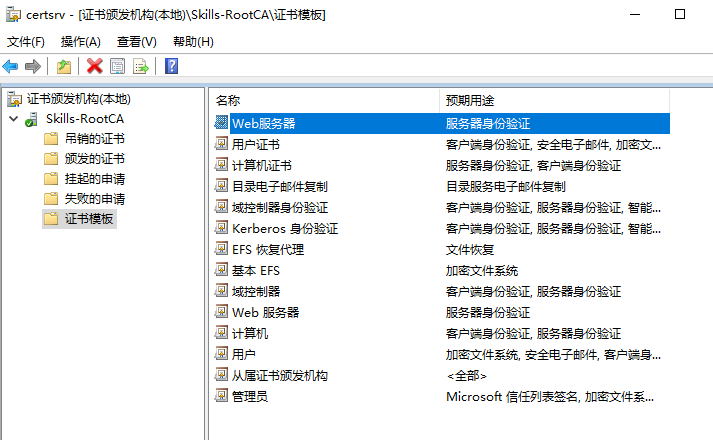 certsrv - [证书颁发机构(本地)\Skills-RootCA\证书模板]
文件(F) 操作(A) 查看(V) 帮助(H)
证书颁发机构(本地)
Skills-RootCA
吊销的证书
颁发的证书
挂起的申请
失败的申请
证书模板
名称 预期用途
Web服务器 服务器身份验证
用户证书 客户端身份验证, 安全电子邮件, 加密文...
计算机证书 服务器身份验证, 客户端身份验证
目录电子邮件复制 目录服务电子邮件复制
域控制器身份验证 客户端身份验证, 服务器身份验证, 智能...
Kerberos 身份验证 客户端身份验证, 服务器身份验证, 智能...
EFS 恢复代理 文件恢复
基本 EFS 加密文件系统
域控制器 客户端身份验证, 服务器身份验证
Web 服务器 服务器身份验证
计算机 客户端身份验证, 服务器身份验证
用户 加密文件系统, 安全电子邮件, 客户端身...
从属证书颁发机构 <全部>
管理员 Microsoft 信任列表签名, 加密文件系...